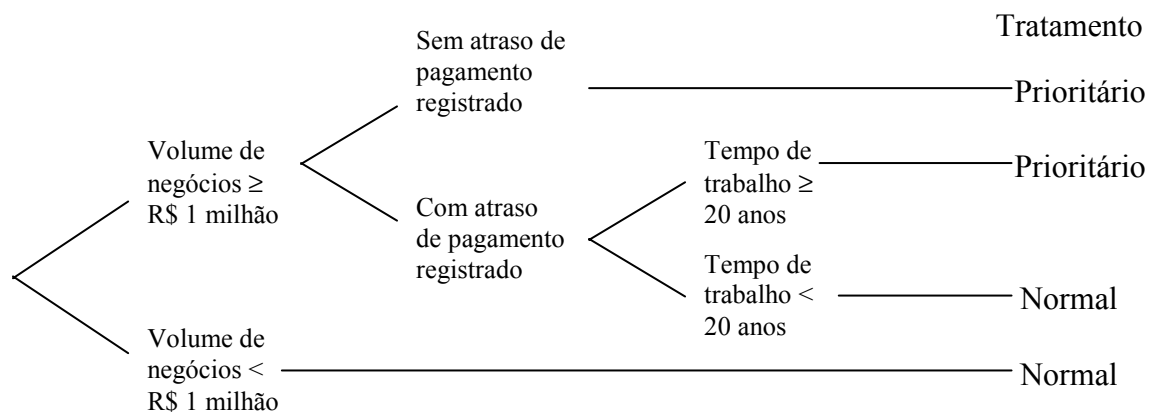 Tratamento
Sem atraso de
pagamento
registrado
Prioritário
Volume de
negócios ≥
R$ 1 milhão
Tempo de
trabalho ≥
20 anos
Prioritário
Com atraso
de pagamento
registrado
Tempo de
trabalho <
20 anos
Normal
Volume de
negócios <
R$ 1 milhão
Normal